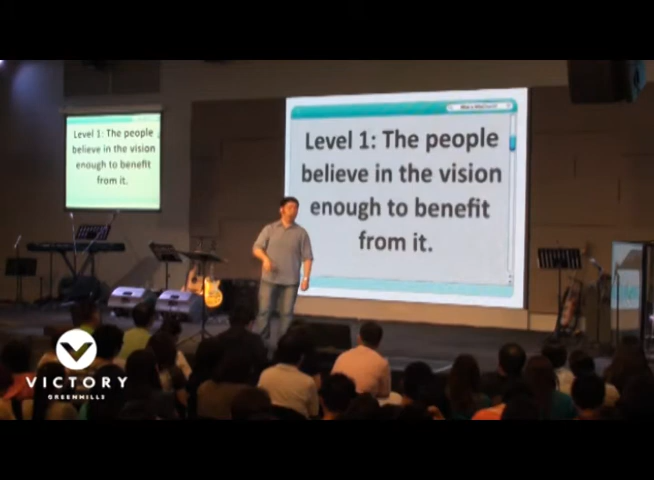 Level 1: The people
believe in the vision
enough to benefit
from it.
Level 1: The people
believe in the vision
enough to benefit
from it.
VICTORY
GREENHILLS